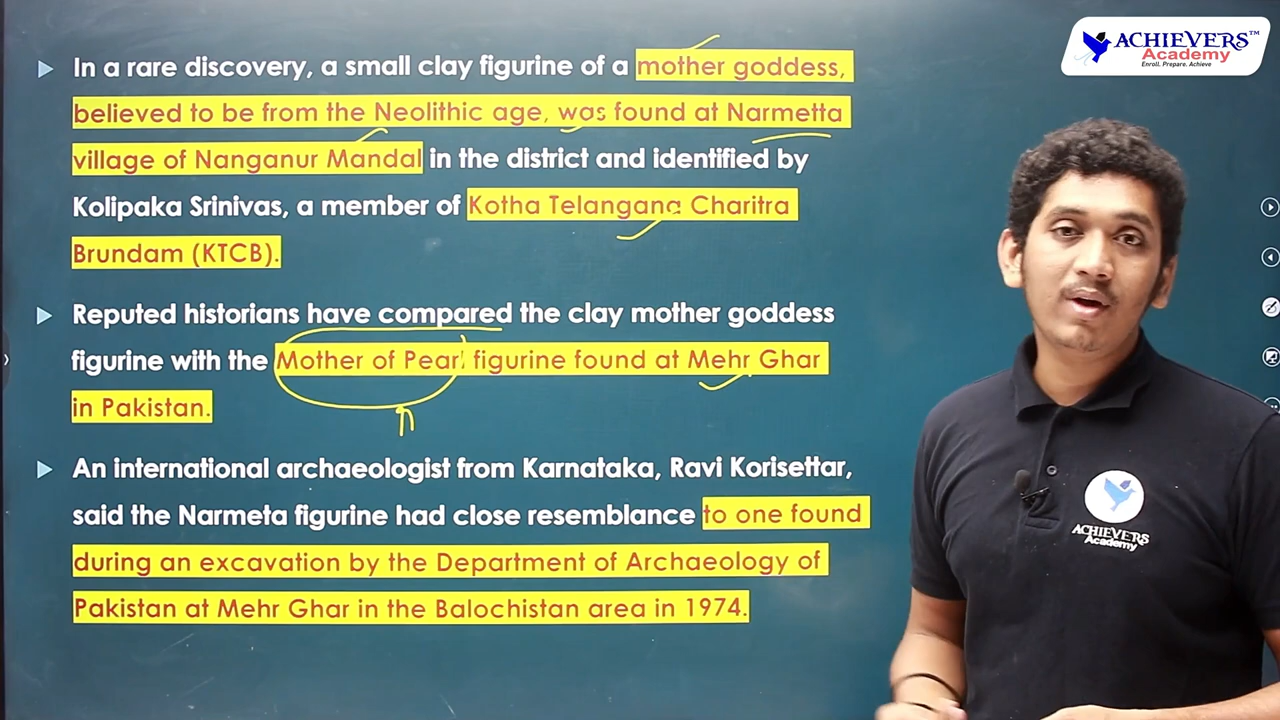 In a rare discovery, a small clay figurine of a mother goddess,
believed to be from the Neolithic age, was found at Narmetta
village of Nanganur Mandal in the district and identified by
Kolipaka Srinivas, a member of Kotha Telangana Charitra
Brundam (KTCB).
Reputed historians have compared the clay mother goddess
figurine with the Mother of Pearl figurine found at Mehr Ghar
in Pakistan.
An international archaeologist from Karnataka, Ravi Korisettar,
said the Narmeta figurine had close resemblance to one found
during an excavation by the Department of Archaeology of
Pakistan at Mehr Ghar in the Balochistan area in 1974.
ACHIEVERS™
Academy
Enroll. Prepare. Achieve
ACHIEVERS
Academy